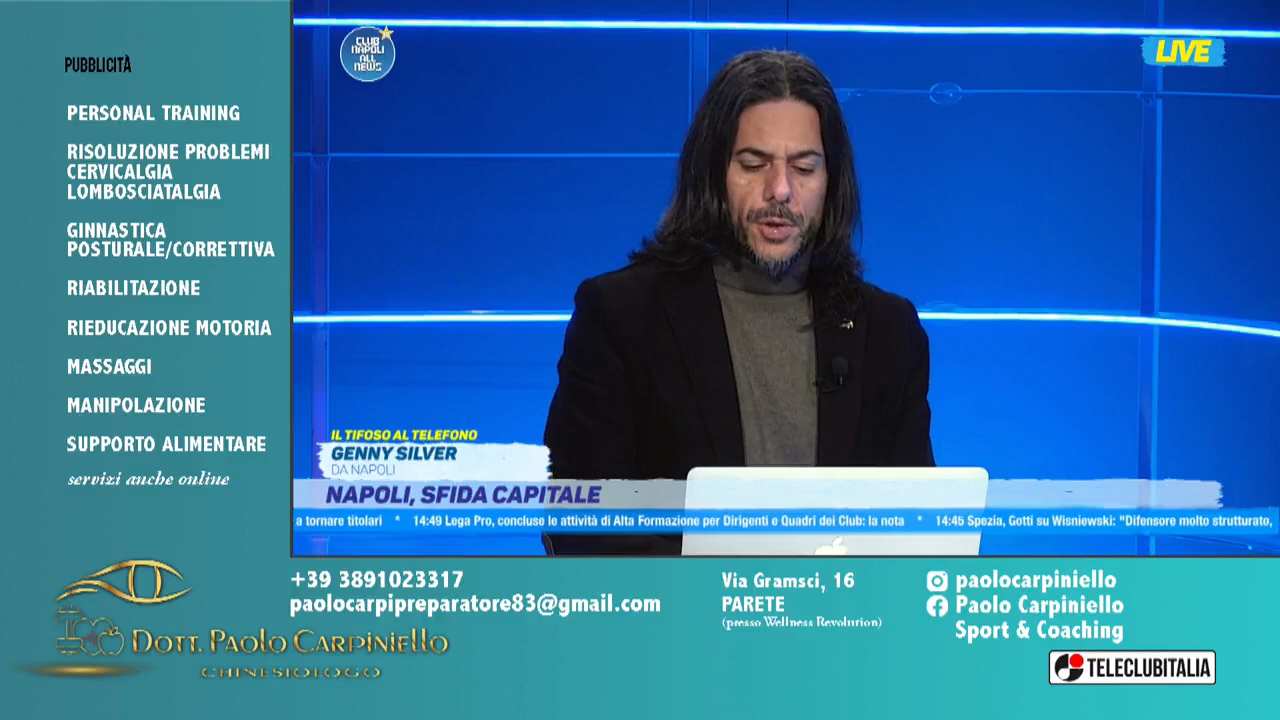 PUBBLICITÀ
PERSONAL TRAINING
RISOLUZIONE PROBLEMI
CERVICALGIA
LOMBOSCIATALGIA
GINNASTICA
POSTURALE/CORRETTIVA
RIABILITAZIONE
RIEDUCAZIONE MOTORIA
MASSAGGI
MANIPOLAZIONE
SUPPORTO ALIMENTARE
servizi anche online
CLUB
NAPOLI
ALL
NEWS
LIVE
IL TIFOSO AL TELEFONO
GENNY SILVER
DA NAPOLI
NAPOLI, SFIDA CAPITALE
a tornare titolari * 14:49 Lega Pro, concluse le attività di Alta Formazione per Dirigenti e Quadri dei Club: la nota * 14:45 Spezia, Gotti su Wisniewski: "Difensore molto strutturato,
DOTT. PAOLO CARPINIELLO
CHINESIOLOGO
+39 3891023317
paolocarpipreparatore83@gmail.com
Via Gramsci, 16
PARETE
(presso Wellness Revolution)
paolocarpiniello
Paolo Carpiniello
Sport & Coaching
TELECLUBITALIA